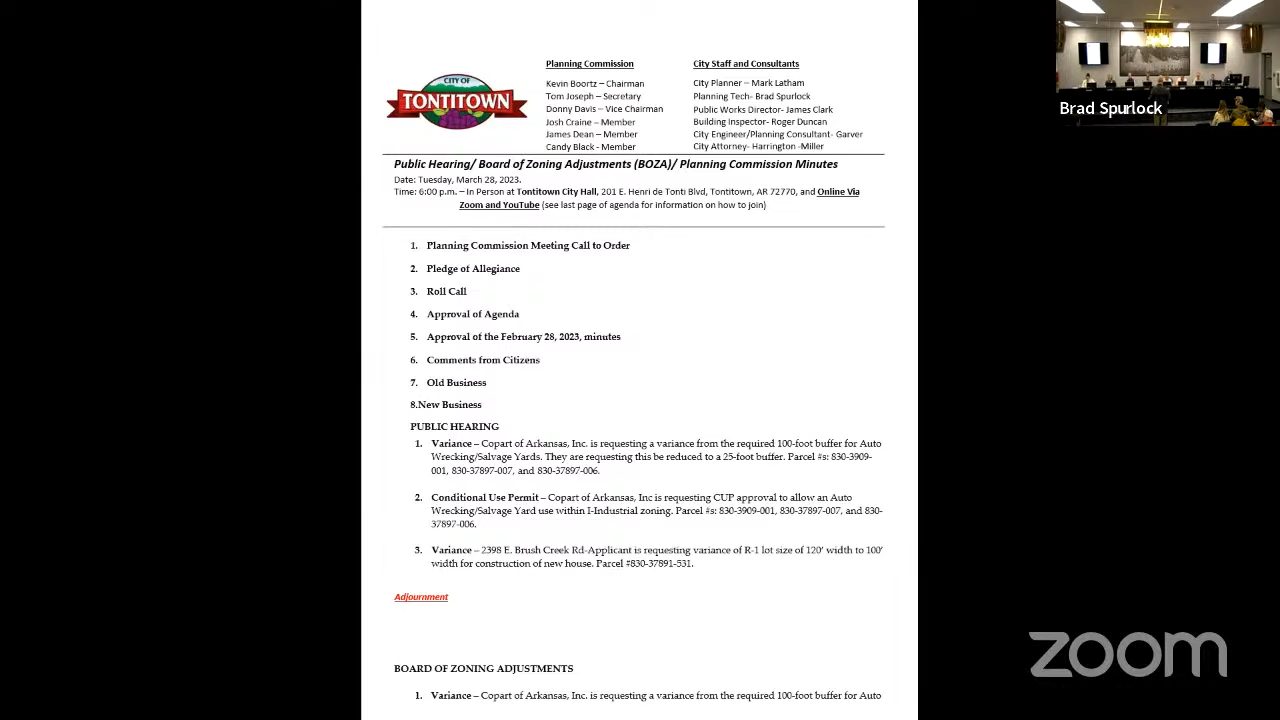 CITY OF
TONTITOWN
Planning Commission
Kevin Boortz – Chairman
Tom Joseph – Secretary
Donny Davis – Vice Chairman
Josh Craine – Member
James Dean – Member
Candy Black - Member
City Staff and Consultants
City Planner – Mark Latham
Planning Tech- Brad Spurlock
Public Works Director- James Clark
Building Inspector- Roger Duncan
City Engineer/Planning Consultant- Garver
City Attorney- Harrington -Miller
Public Hearing/ Board of Zoning Adjustments (BOZA)/ Planning Commission Minutes
Date: Tuesday, March 28, 2023.
Time: 6:00 p.m. – In Person at Tontitown City Hall, 201 E. Henri de Tonti Blvd, Tontitown, AR 72770, and Online Via
Zoom and YouTube (see last page of agenda for information on how to join)
1. Planning Commission Meeting Call to Order
2. Pledge of Allegiance
3. Roll Call
4. Approval of Agenda
5. Approval of the February 28, 2023, minutes
6. Comments from Citizens
7. Old Business
8.New Business
PUBLIC HEARING
1. Variance – Copart of Arkansas, Inc. is requesting a variance from the required 100-foot buffer for Auto
Wrecking/Salvage Yards. They are requesting this be reduced to a 25-foot buffer. Parcel #s: 830-3909-
001, 830-37897-007, and 830-37897-006.
2. Conditional Use Permit – Copart of Arkansas, Inc is requesting CUP approval to allow an Auto
Wrecking/Salvage Yard use within I-Industrial zoning. Parcel #s: 830-3909-001, 830-37897-007, and 830-
37897-006.
3. Variance – 2398 E. Brush Creek Rd-Applicant is requesting variance of R-1 lot size of 120' width to 100'
width for construction of new house. Parcel #830-37891-531.
Adjournment
BOARD OF ZONING ADJUSTMENTS
1. Variance – Copart of Arkansas, Inc. is requesting a variance from the required 100-foot buffer for Auto
Brad Spurlock
zoom